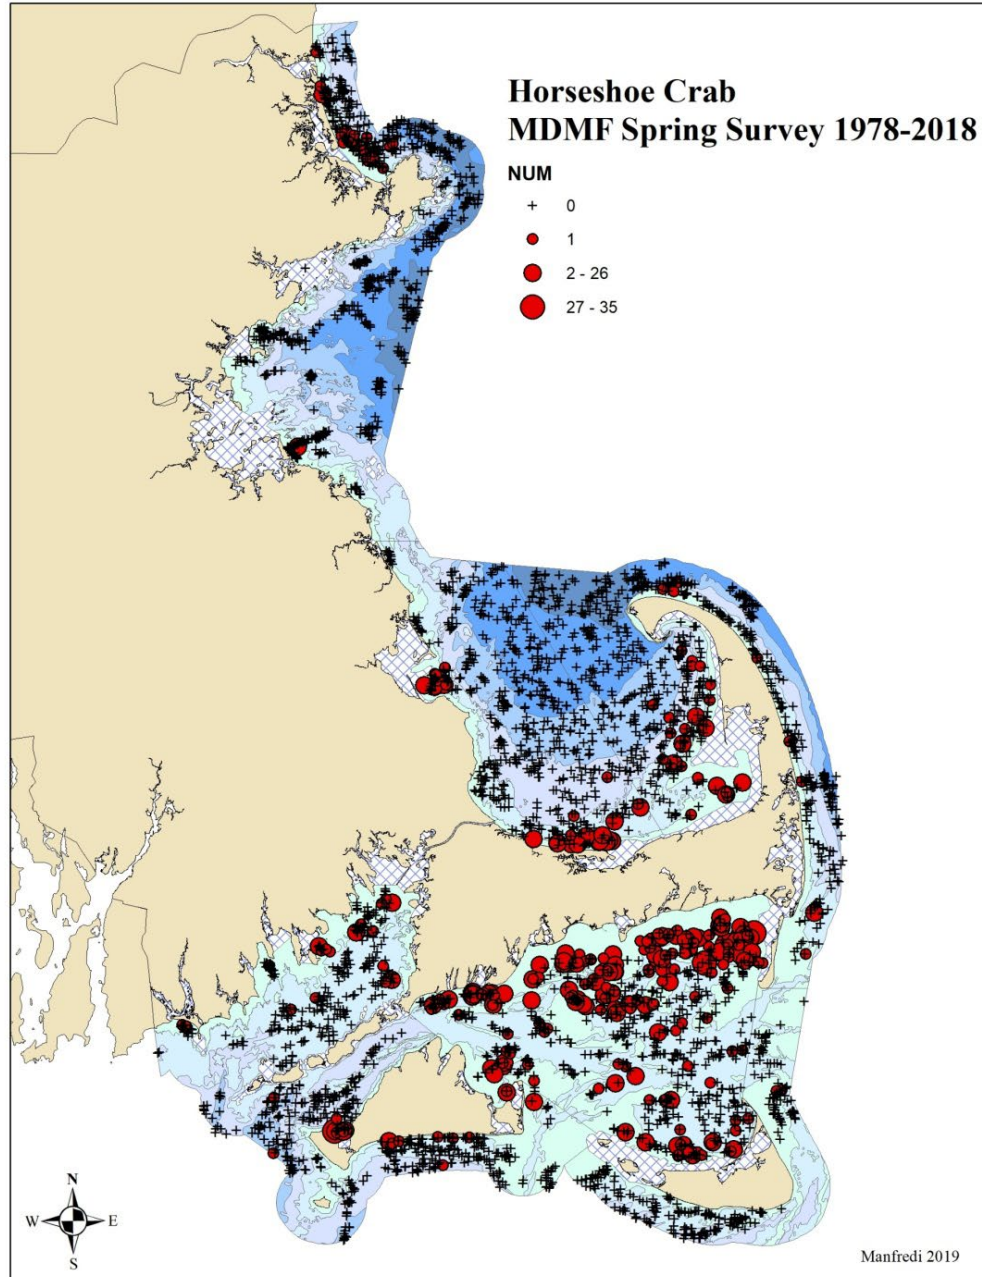 Horseshoe Crab
MDMF Spring Survey 1978-2018
NUM
0
1
2 - 26
27 - 35
N
W E
S
Manfredi 2019